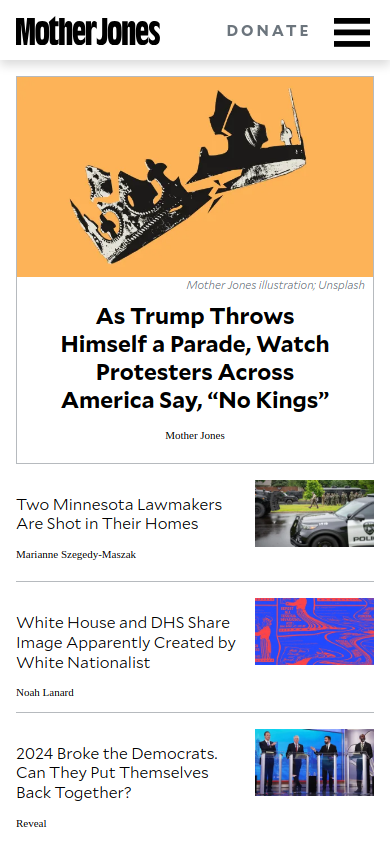 Mother Jones
DONATE
Mother Jones illustration; Unsplash
As Trump Throws
Himself a Parade, Watch
Protesters Across
America Say, “No Kings”
Mother Jones
Two Minnesota Lawmakers
Are Shot in Their Homes
Marianne Szegedy-Maszak
POLI
White House and DHS Share
Image Apparently Created by
White Nationalist
Noah Lanard
2024 Broke the Democrats.
Can They Put Themselves
Back Together?
Reveal